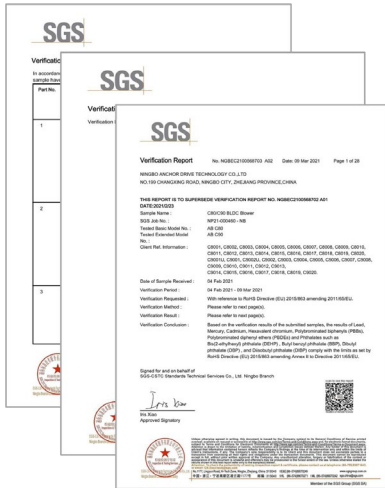 SGS
Verificatio
In accordan
sample have
Part No.
1
2
3
SGS
Verificati
Verification
SGS
Verification Report No. NGBEC2100566703 A02 Date: 09 Mar 2021 Page 1 of 28
NINGBO ANCHOR DRIVE TECHNOLOGY CO.,LTD
NO.199 CHANGXING ROAD, NINGBO CITY, ZHEJIANG PROVINCE,CHINA
THIS REPORT IS TO SUPERSEDE VERIFICATION REPORT NO. NGBEC2100566702 A01
DATE:2021/2/23
Sample Name : C80/C90 BLDC Blower
SGS Job No. : NP21-000460 - NB
Tested Basic Model No.: AB C80
Tested Extended Model AB C90
No. :
Client Ref. Information : C8001, C8002, C8003, C8004, C8005, C8006, C8007, C8008, C8009, C8010,
C8011, C8012, C8013, C8014, C8015, C8016, C8017, C8018, C8019, C8020,
C8001U, C9001, C9002U, C9002, C9003, C9004, C9005, C9006, C9007, C9008,
C9009, C9010, C9011, C9012, C9013,
C9014, C9015, C9016, C9017, C9018, C9019, C9020.
Date of Sample Received : 04 Feb 2021
Verification Period : 04 Feb 2021 - 09 Mar 2021
Verification Requested : With reference to RoHS Directive (EU) 2015/863 amending 2011/65/EU.
Verification Method : Please refer to next page(s).
Verification Result : Please refer to next page(s).
Verification Conclusion : Based on the verification results of the submitted samples, the results of Lead,
Mercury, Cadmium, Hexavalent chromium, Polybrominated biphenyls (PBBs),
Polybrominated diphenyl ethers (PBDEs) and Phthalates such as
Bis(2-ethylhexyl) phthalate (DEHP) , Butyl benzyl phthalate (BBP), Dibutyl
phthalate (DBP) , and Diisobutyl phthalate (DIBP) comply with the limits as set by
RoHS Directive (EU) 2015/863 amending Annex II to Directive 2011/65/EU.
Signed for and on behalf of
SGS-CSTC Standards Technical Services Co., Ltd. Ningbo Branch
Iris Xiao
Iris Xiao
Approved Signatory
Member of the SGS Group (SGS SA)